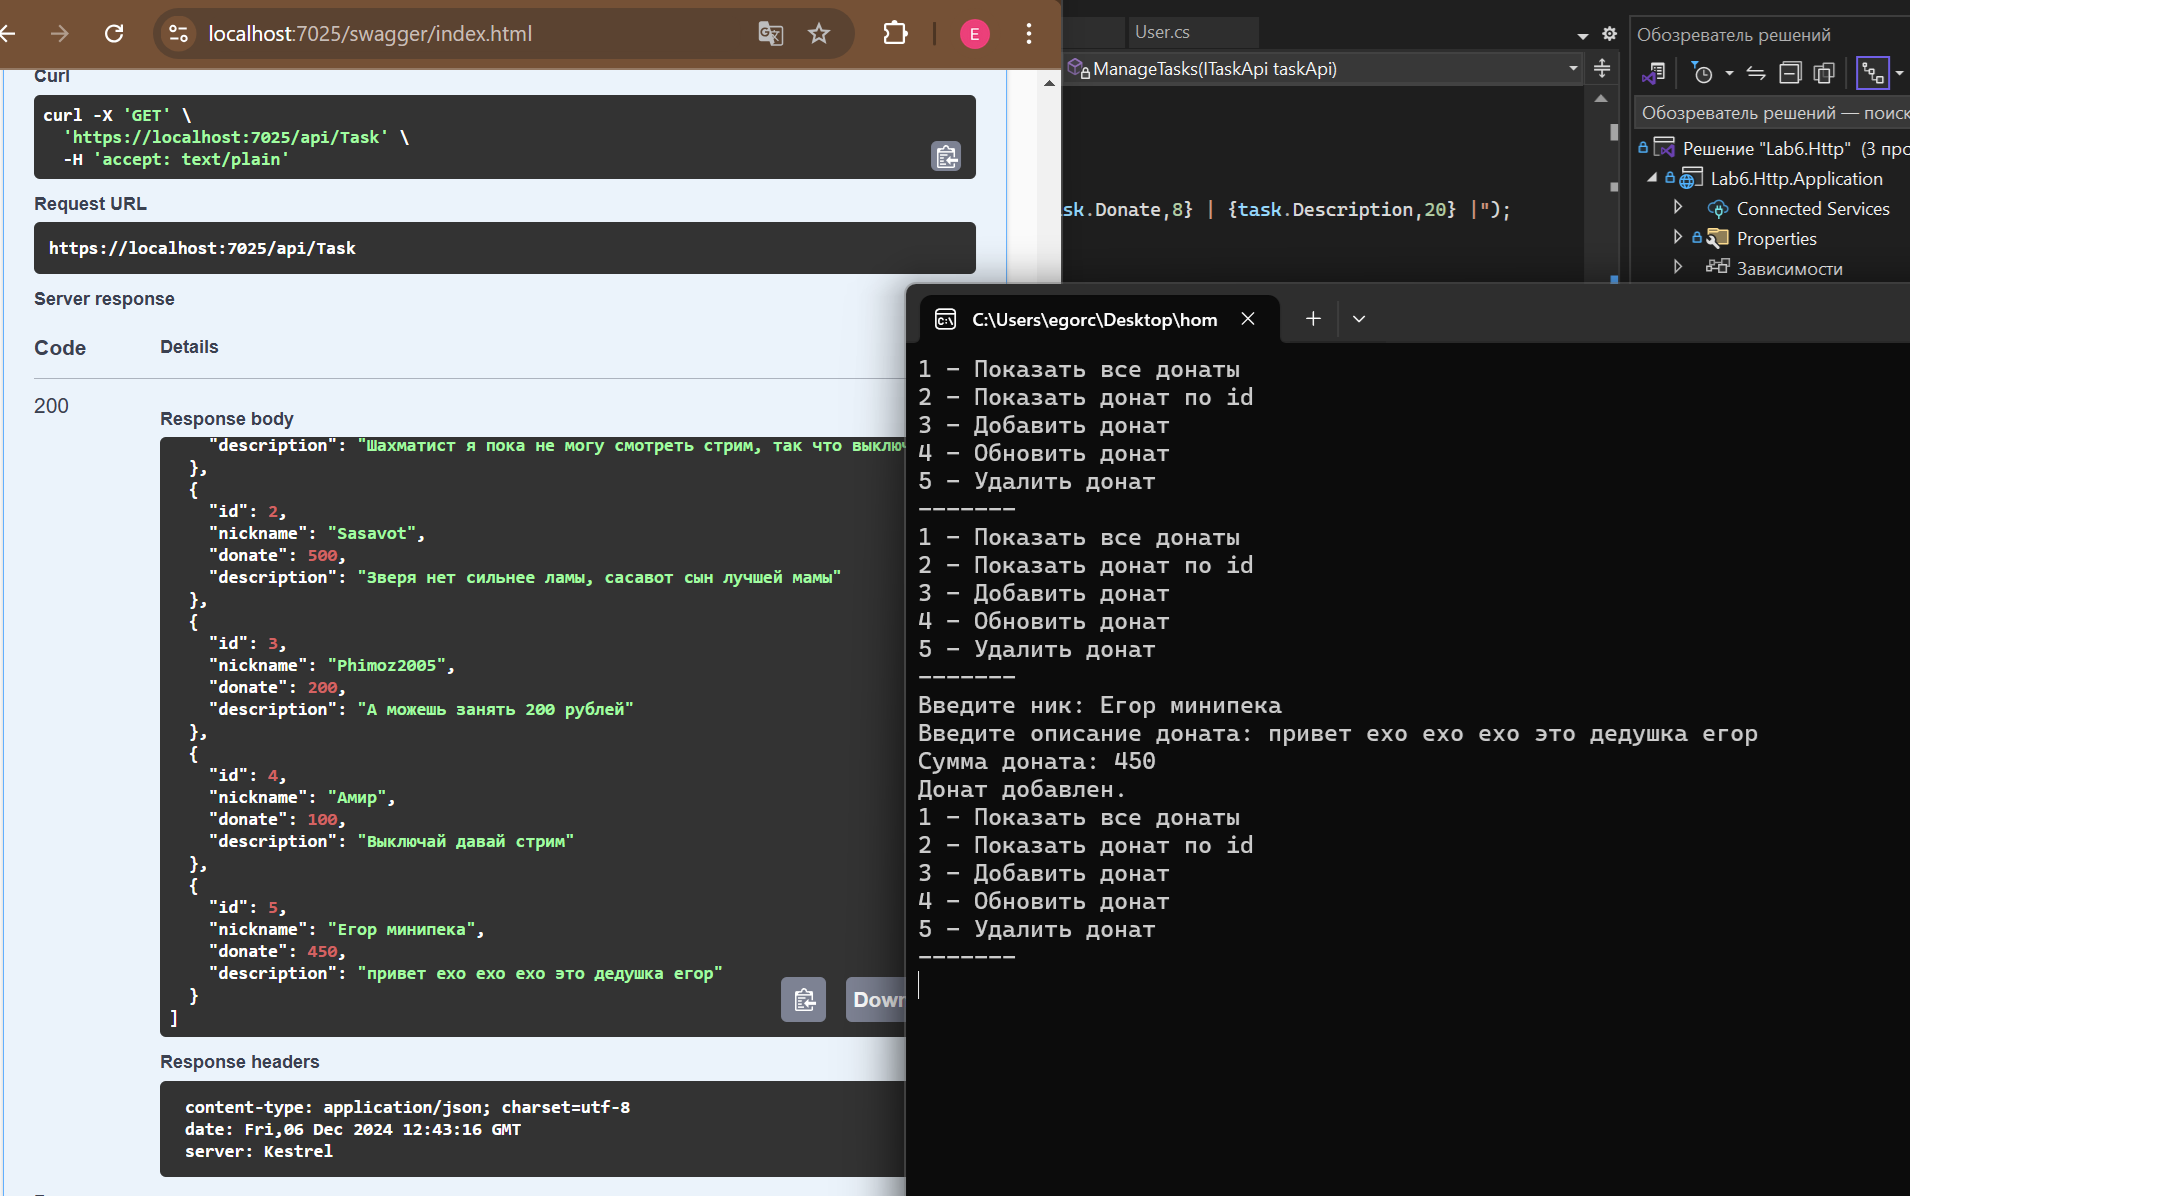 localhost:7025/swagger/index.html
E
Curl
curl -X 'GET' \
'https://localhost:7025/api/Task' \
-H 'accept: text/plain'
Request URL
https://localhost:7025/api/Task
Server response
Code Details
200
Response body
"description": "Шахматист я пока не могу смотреть стрим, так что выключ
},
{
"id": 2,
"nickname": "Sasavot",
"donate": 500,
"description": "Зверя нет сильнее ламы, сасавот сын лучшей мамы"
},
{
"id": 3,
"nickname": "Phimoz2005",
"donate": 200,
"description": "А можешь занять 200 рублей"
},
{
"id": 4,
"nickname": "Амир",
"donate": 100,
"description": "Выключай давай стрим"
},
{
"id": 5,
"nickname": "Егор минипека",
"donate": 450,
"description": "привет ехо ехо ехо это дедушка егор"
}
]
Response headers
content-type: application/json; charset=utf-8
date: Fri,06 Dec 2024 12:43:16 GMT
server: Kestrel
User.cs
ManageTasks(ITaskApi taskApi)
sk.Donate,8} | {task.Description,20} |");
Обозреватель решений
Обозреватель решений — поиск
Решение "Lab6.Http" (3 про
Lab6.Http.Application
Connected Services
Properties
Зависимости
C:\Users\egorc\Desktop\hom
1 - Показать все донаты
2 - Показать донат по id
3 - Добавить донат
4 - Обновить донат
5 - Удалить донат
-------
1 - Показать все донаты
2 - Показать донат по id
3 - Добавить донат
4 - Обновить донат
5 - Удалить донат
-------
Введите ник: Егор минипека
Введите описание доната: привет ехо ехо ехо это дедушка егор
Сумма доната: 450
Донат добавлен.
1 - Показать все донаты
2 - Показать донат по id
3 - Добавить донат
4 - Обновить донат
5 - Удалить донат
-------